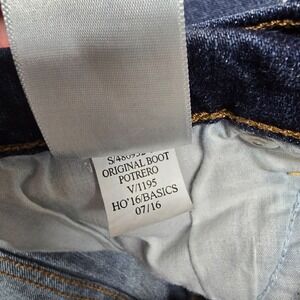 ORIGINAL BOOT
POTRERO
V/1195
HO'16/BASICS
07/16